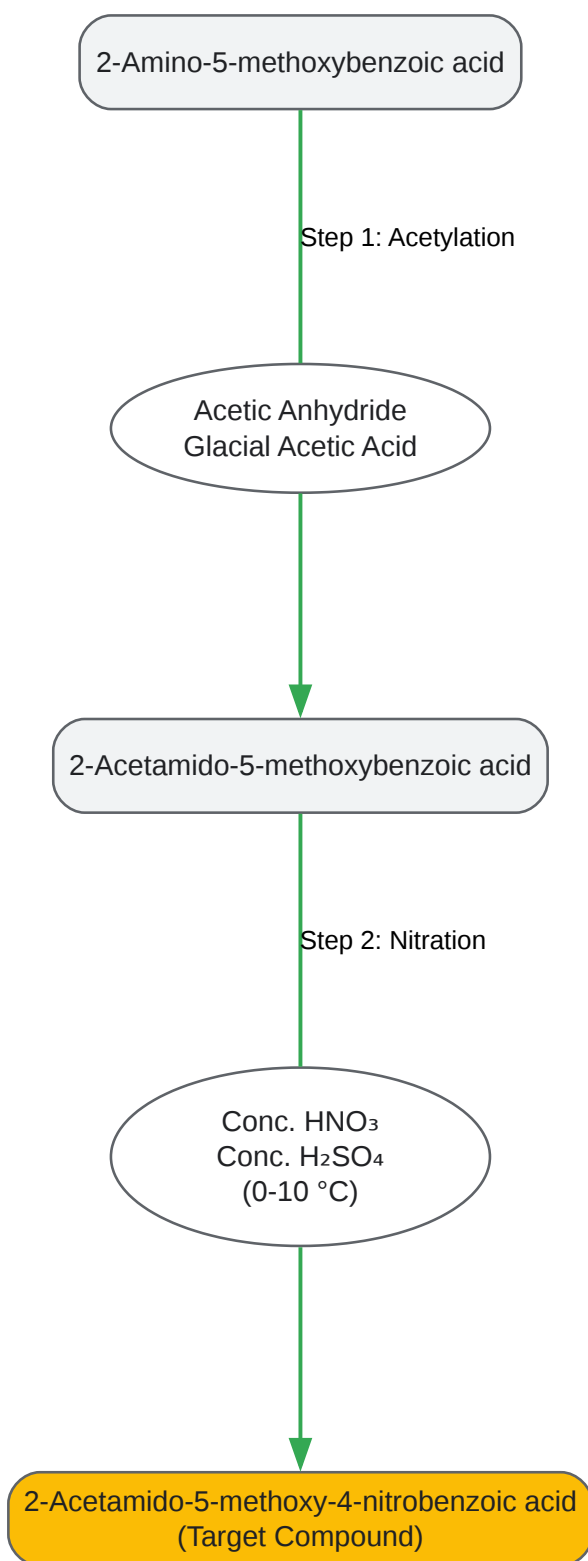 2-Amino-5-methoxybenzoic acid
Step 1: Acetylation
Acetic Anhydride
Glacial Acetic Acid
2-Acetamido-5-methoxybenzoic acid
Step 2: Nitration
Conc. HNO₃
Conc. H₂SO₄
(0-10 °C)
2-Acetamido-5-methoxy-4-nitrobenzoic acid
(Target Compound)